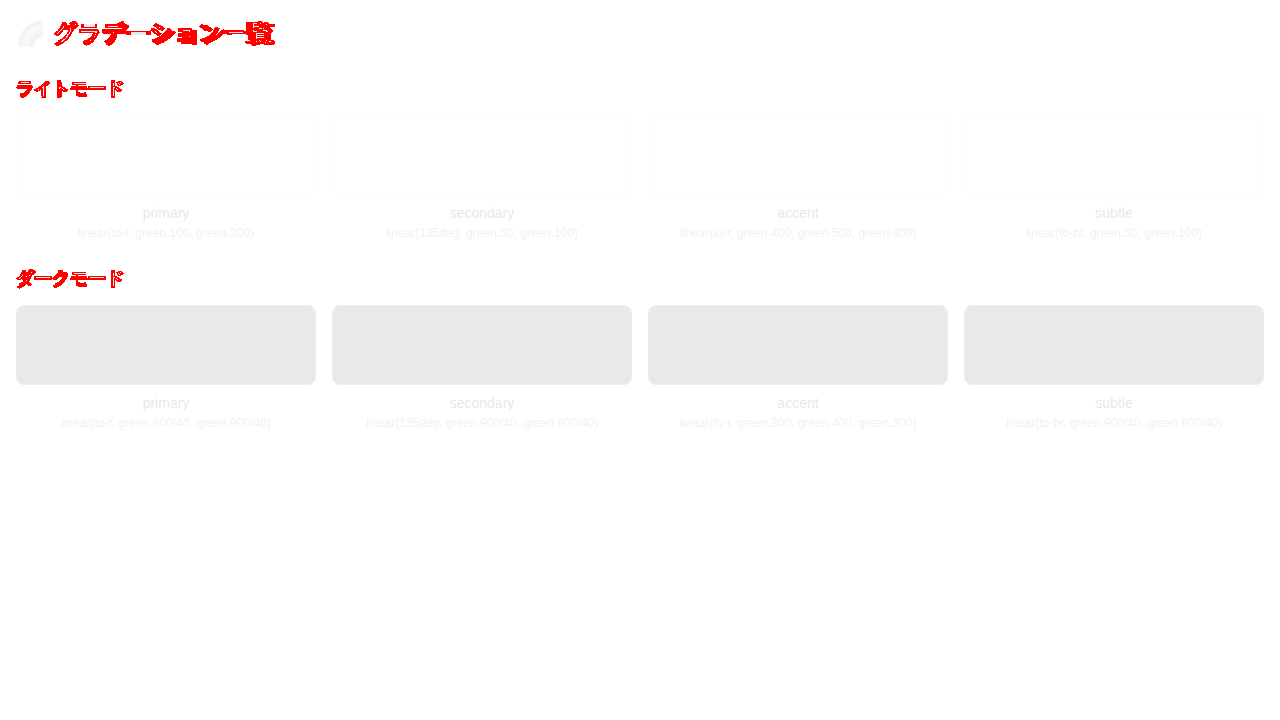 グラデーション一覧
ライトモード
primary
secondary
accent
subtle
linear(to-r, green.100, green.200)
linear(135deg, green.50, green.100)
linear(to-r, green.400, green.500, green.400)
linear(to-br, green.50, green.100)
ダークモード
primary
secondary
accent
subtle
linear(to-r, green.800/40, green.900/40)
linear(135deg, green.900/40, green.800/40)
linear(to-r, green.300, green.400, green.300)
linear(to-br, green.900/40, green.800/40)